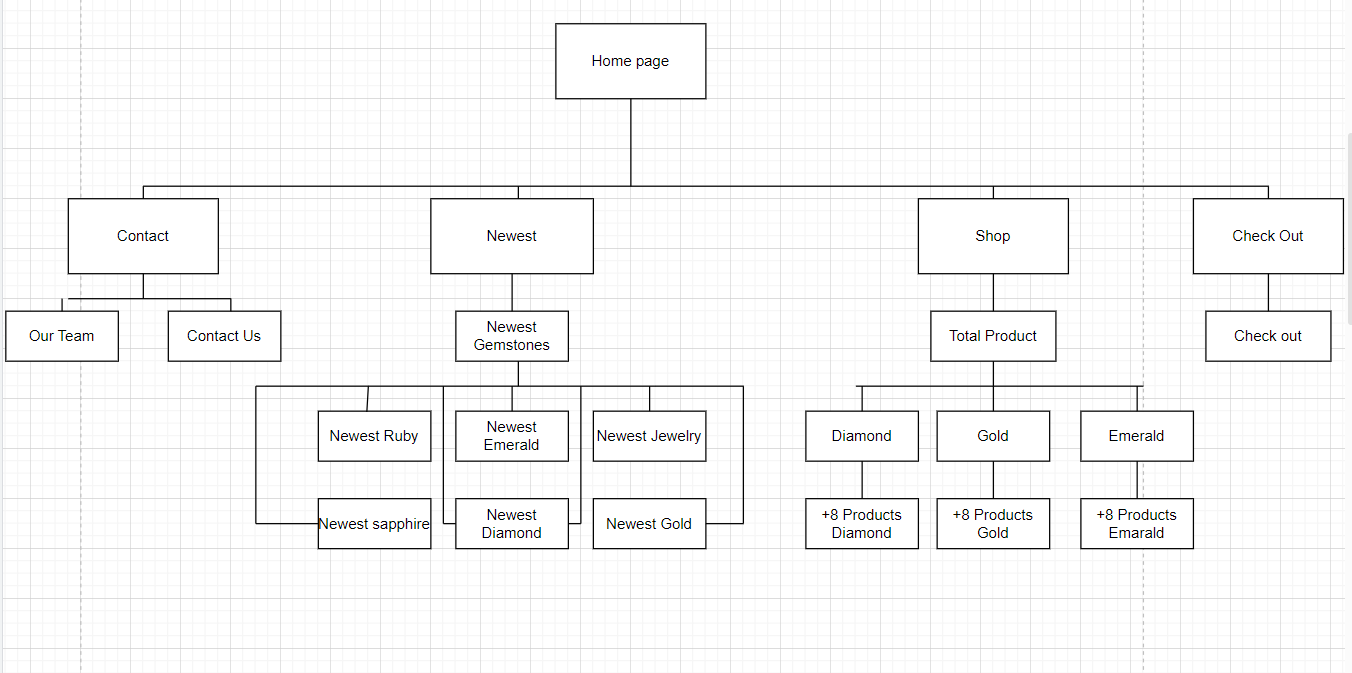 Home page
Contact
Newest
Shop
Check Out
Our Team
Contact Us
Newest
Gemstones
Total Product
Check out
Newest Ruby
Newest
Emerald
Newest Jewelry
Diamond
Gold
Emerald
Newest sapphire
Newest
Diamond
Newest Gold
+8 Products
Diamond
+8 Products
Gold
+8 Products
Emarald